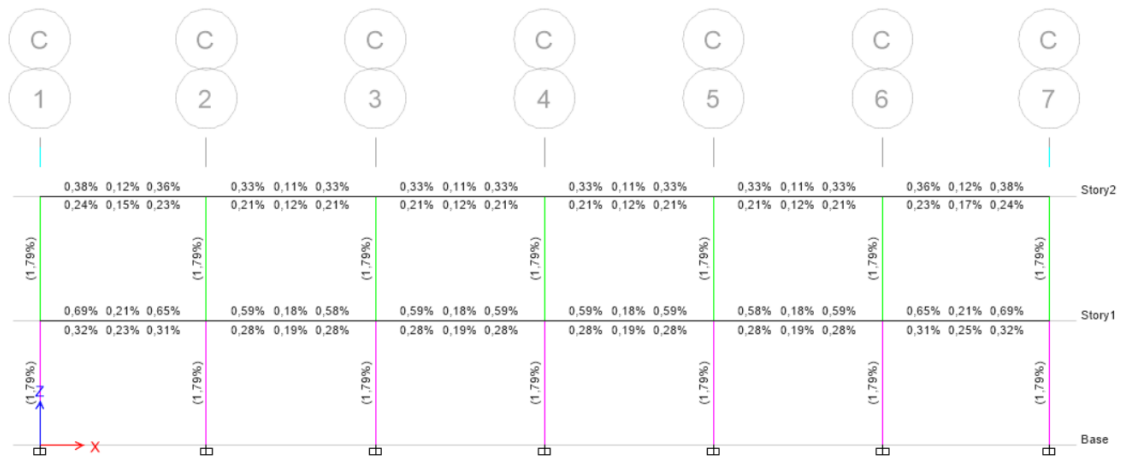 C C C C C C C
1 2 3 4 5 6 7
0,38% 0,12% 0,36% 0,33% 0,11% 0,33% 0,33% 0,11% 0,33% 0,33% 0,11% 0,33% 0,33% 0,11% 0,33% 0,36% 0,12% 0,38%
Story2
0,24% 0,15% 0,23% 0,21% 0,12% 0,21% 0,21% 0,12% 0,21% 0,21% 0,12% 0,21% 0,21% 0,12% 0,21% 0,23% 0,17% 0,24%
(1,79%) (1,79%) (1,79%) (1,79%) (1,79%) (1,79%) (1,79%)
0,69% 0,21% 0,65% 0,59% 0,18% 0,58% 0,59% 0,18% 0,59% 0,59% 0,18% 0,59% 0,58% 0,18% 0,59% 0,65% 0,21% 0,69%
Story1
0,32% 0,23% 0,31% 0,28% 0,19% 0,28% 0,28% 0,19% 0,28% 0,28% 0,19% 0,28% 0,28% 0,19% 0,28% 0,31% 0,25% 0,32%
(1,79%) (1,79%) (1,79%) (1,79%) (1,79%) (1,79%) (1,79%)
Z
X
Base